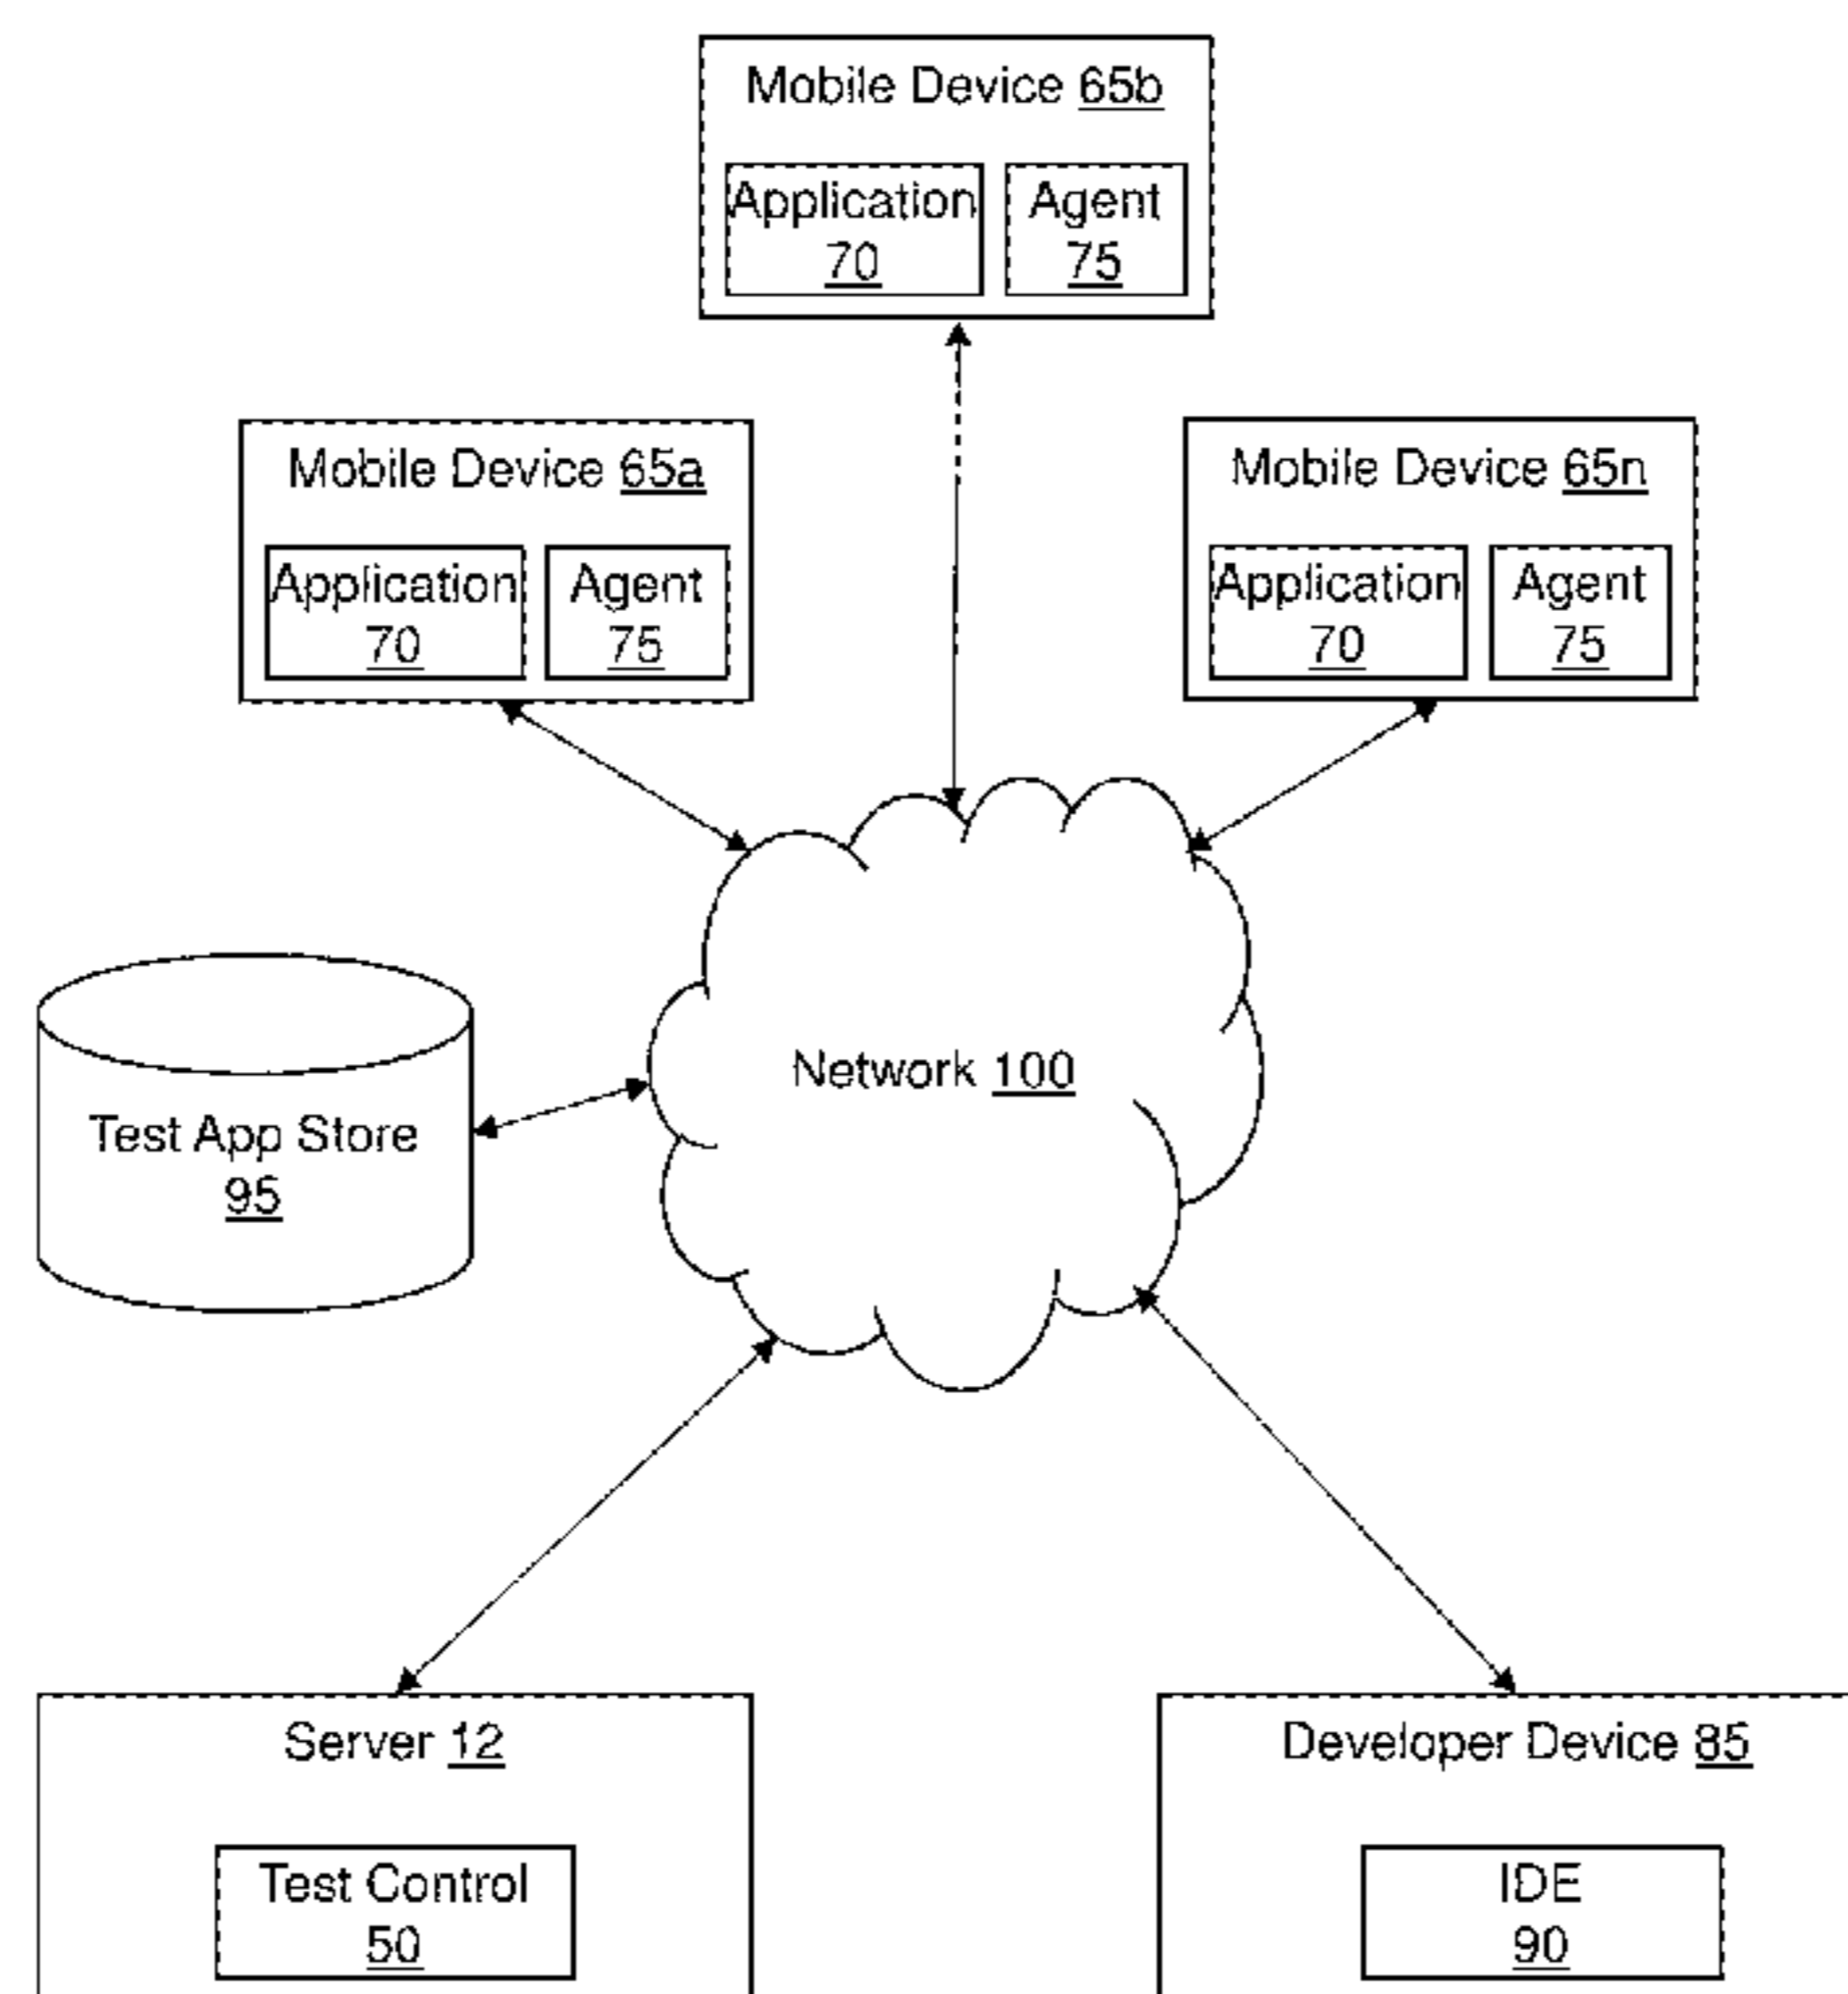 Mobile Device 65b
Application
70
Agent
75
Mobile Device 65a
Application
70
Agent
75
Mobile Device 65n
Application
70
Agent
75
Network 100
Test App Store
95
Server 12
Test Control
50
Developer Device 85
IDE
90